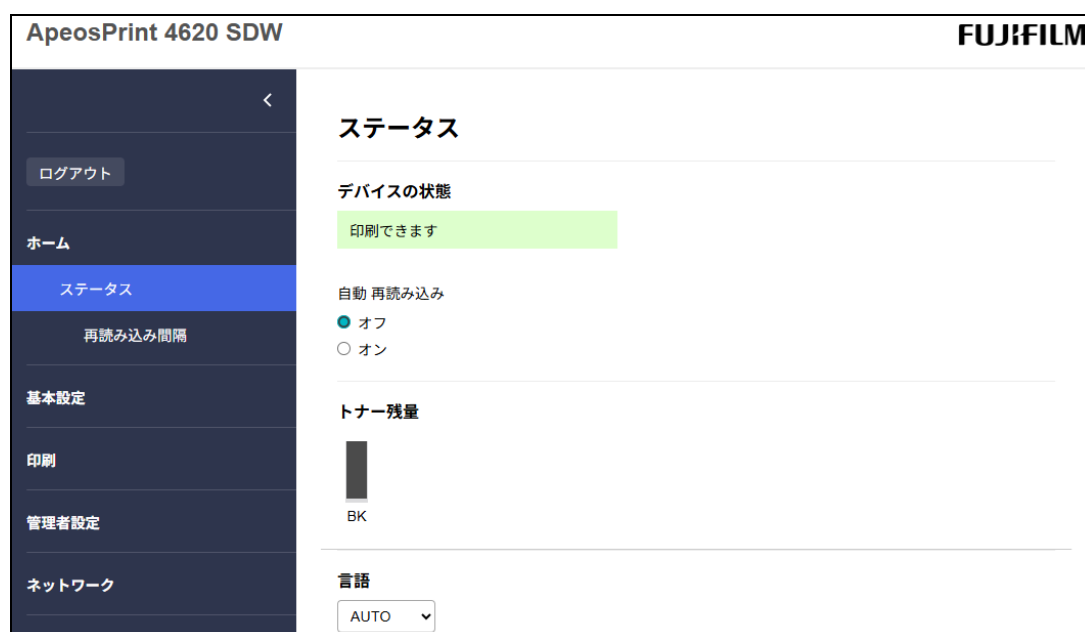 ApeosPrint 4620 SDW
FUJIFILM
ログアウト
ホーム
ステータス
再読み込み間隔
基本設定
印刷
管理者設定
ネットワーク
ステータス
デバイスの状態
印刷できます
自動 再読み込み
オフ
オン
トナー残量
BK
言語
AUTO